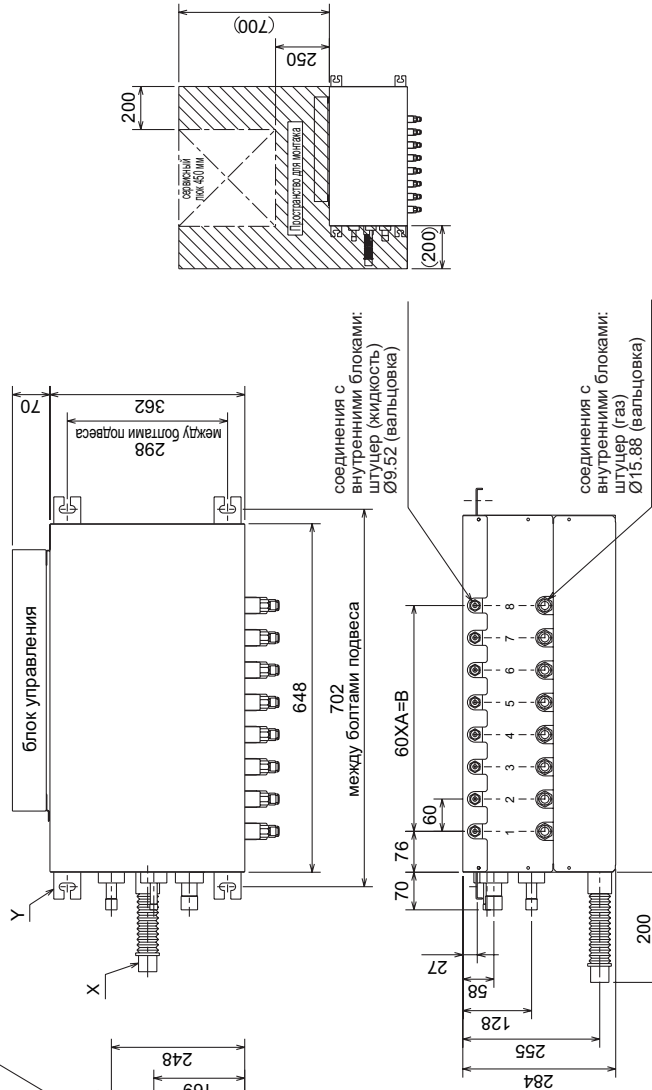 (700)
250
200
сервисный
люк 450 мм
Пространство для монтажа
(200)
70
блок управления
362
298
между болтами подвеса
Y
X
648
702
между болтами подвеса
248
169
соединения с
внутренними блоками:
штуцер (жидкость)
Ø9.52 (вальцовка)
соединения с
внутренними блоками:
штуцер (газ)
Ø15.88 (вальцовка)
60XA=B
60
76
70
1 2 3 4 5 6 7 8
27
58
128
255
284
200